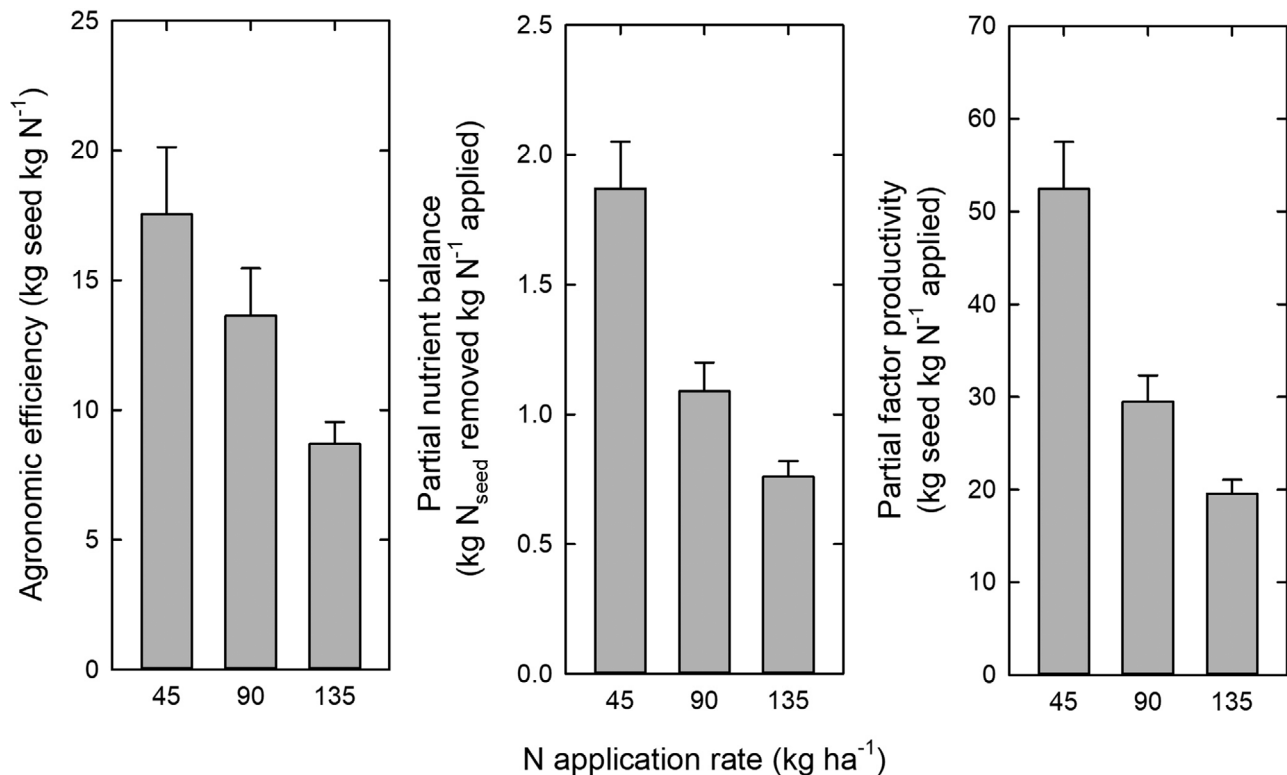 Agronomic efficiency (kg seed kg N⁻¹)
25
20
15
10
5
0
45 90 135
Partial nutrient balance
(kg Nseed removed kg N⁻¹ applied)
2.5
2.0
1.5
1.0
0.5
0.0
45 90 135
Partial factor productivity
(kg seed kg N⁻¹ applied)
70
60
50
40
30
20
10
0
45 90 135
N application rate (kg ha⁻¹)